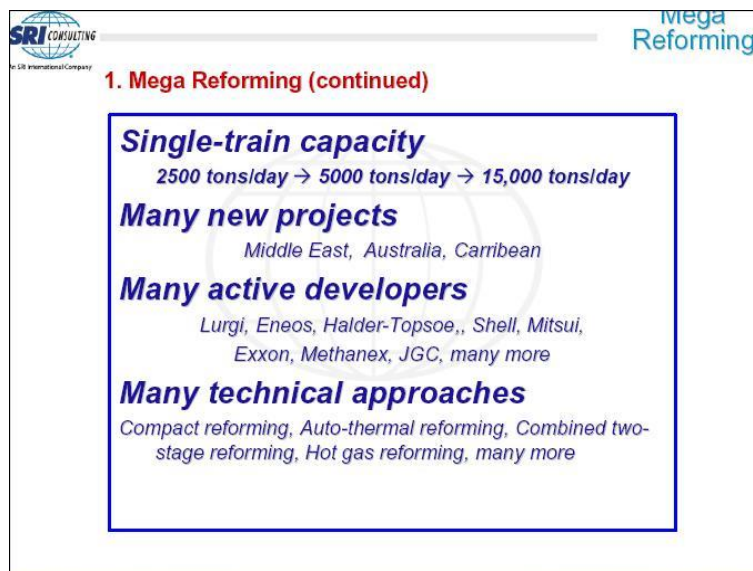 SRI CONSULTING
An SRI International Company
Mega
Reforming
1. Mega Reforming (continued)
Single-train capacity
2500 tons/day → 5000 tons/day → 15,000 tons/day
Many new projects
Middle East, Australia, Carribean
Many active developers
Lurgi, Eneos, Halder-Topsoe,, Shell, Mitsui,
Exxon, Methanex, JGC, many more
Many technical approaches
Compact reforming, Auto-thermal reforming, Combined two-
stage reforming, Hot gas reforming, many more